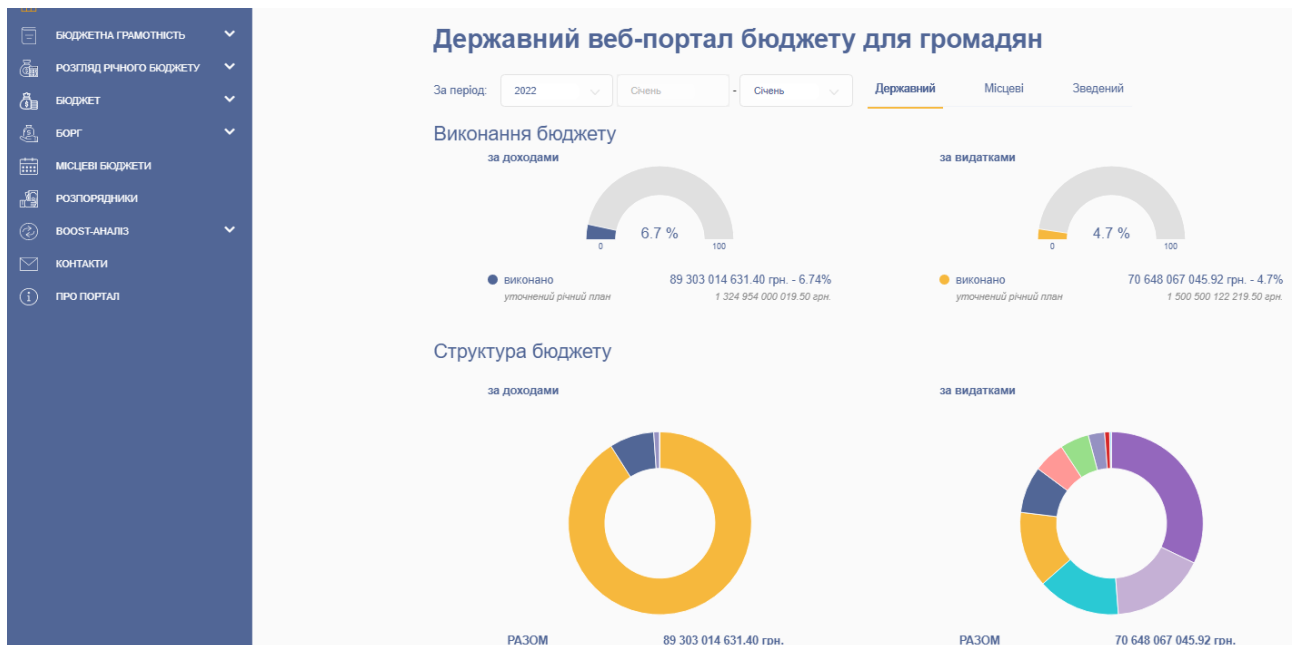 БЮДЖЕТНА ГРАМОТНІСТЬ
РОЗГЛЯД РІЧНОГО БЮДЖЕТУ
БЮДЖЕТ
БОРГ
МІСЦЕВІ БЮДЖЕТИ
РОЗПОРЯДНИКИ
BOOST-АНАЛІЗ
КОНТАКТИ
ПРО ПОРТАЛ
Державний веб-портал бюджету для громадян
За період: 2022 Січень - Січень Державний Місцеві Зведений
Виконання бюджету
за доходами
6.7 %
0 100
виконано 89 303 014 631.40 грн. - 6.74%
уточнений річний план 1 324 954 000 019.50 грн.
за видатками
4.7 %
0 100
виконано 70 648 067 045.92 грн. - 4.7%
уточнений річний план 1 500 500 122 219.50 грн.
Структура бюджету
за доходами
РАЗОМ 89 303 014 631.40 грн.
за видатками
РАЗОМ 70 648 067 045.92 грн.